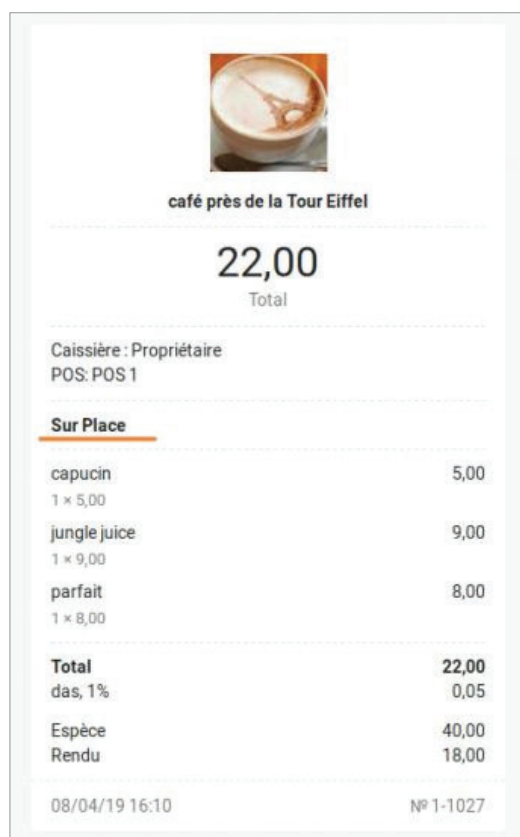 café près de la Tour Eiffel
22,00
Total
Caissière : Propriétaire
POS: POS 1
Sur Place
capucin 5,00
1 × 5,00
jungle juice 9,00
1 × 9,00
parfait 8,00
1 × 8,00
Total 22,00
das, 1% 0,05
Espèce 40,00
Rendu 18,00
08/04/19 16:10 № 1-1027